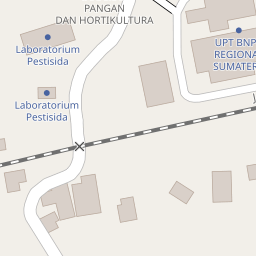 PANGAN
DAN HORTIKULTURA
Laboratorium
Pestisida
UPT BNP
REGIONA
SUMATER
Laboratorium
Pestisida